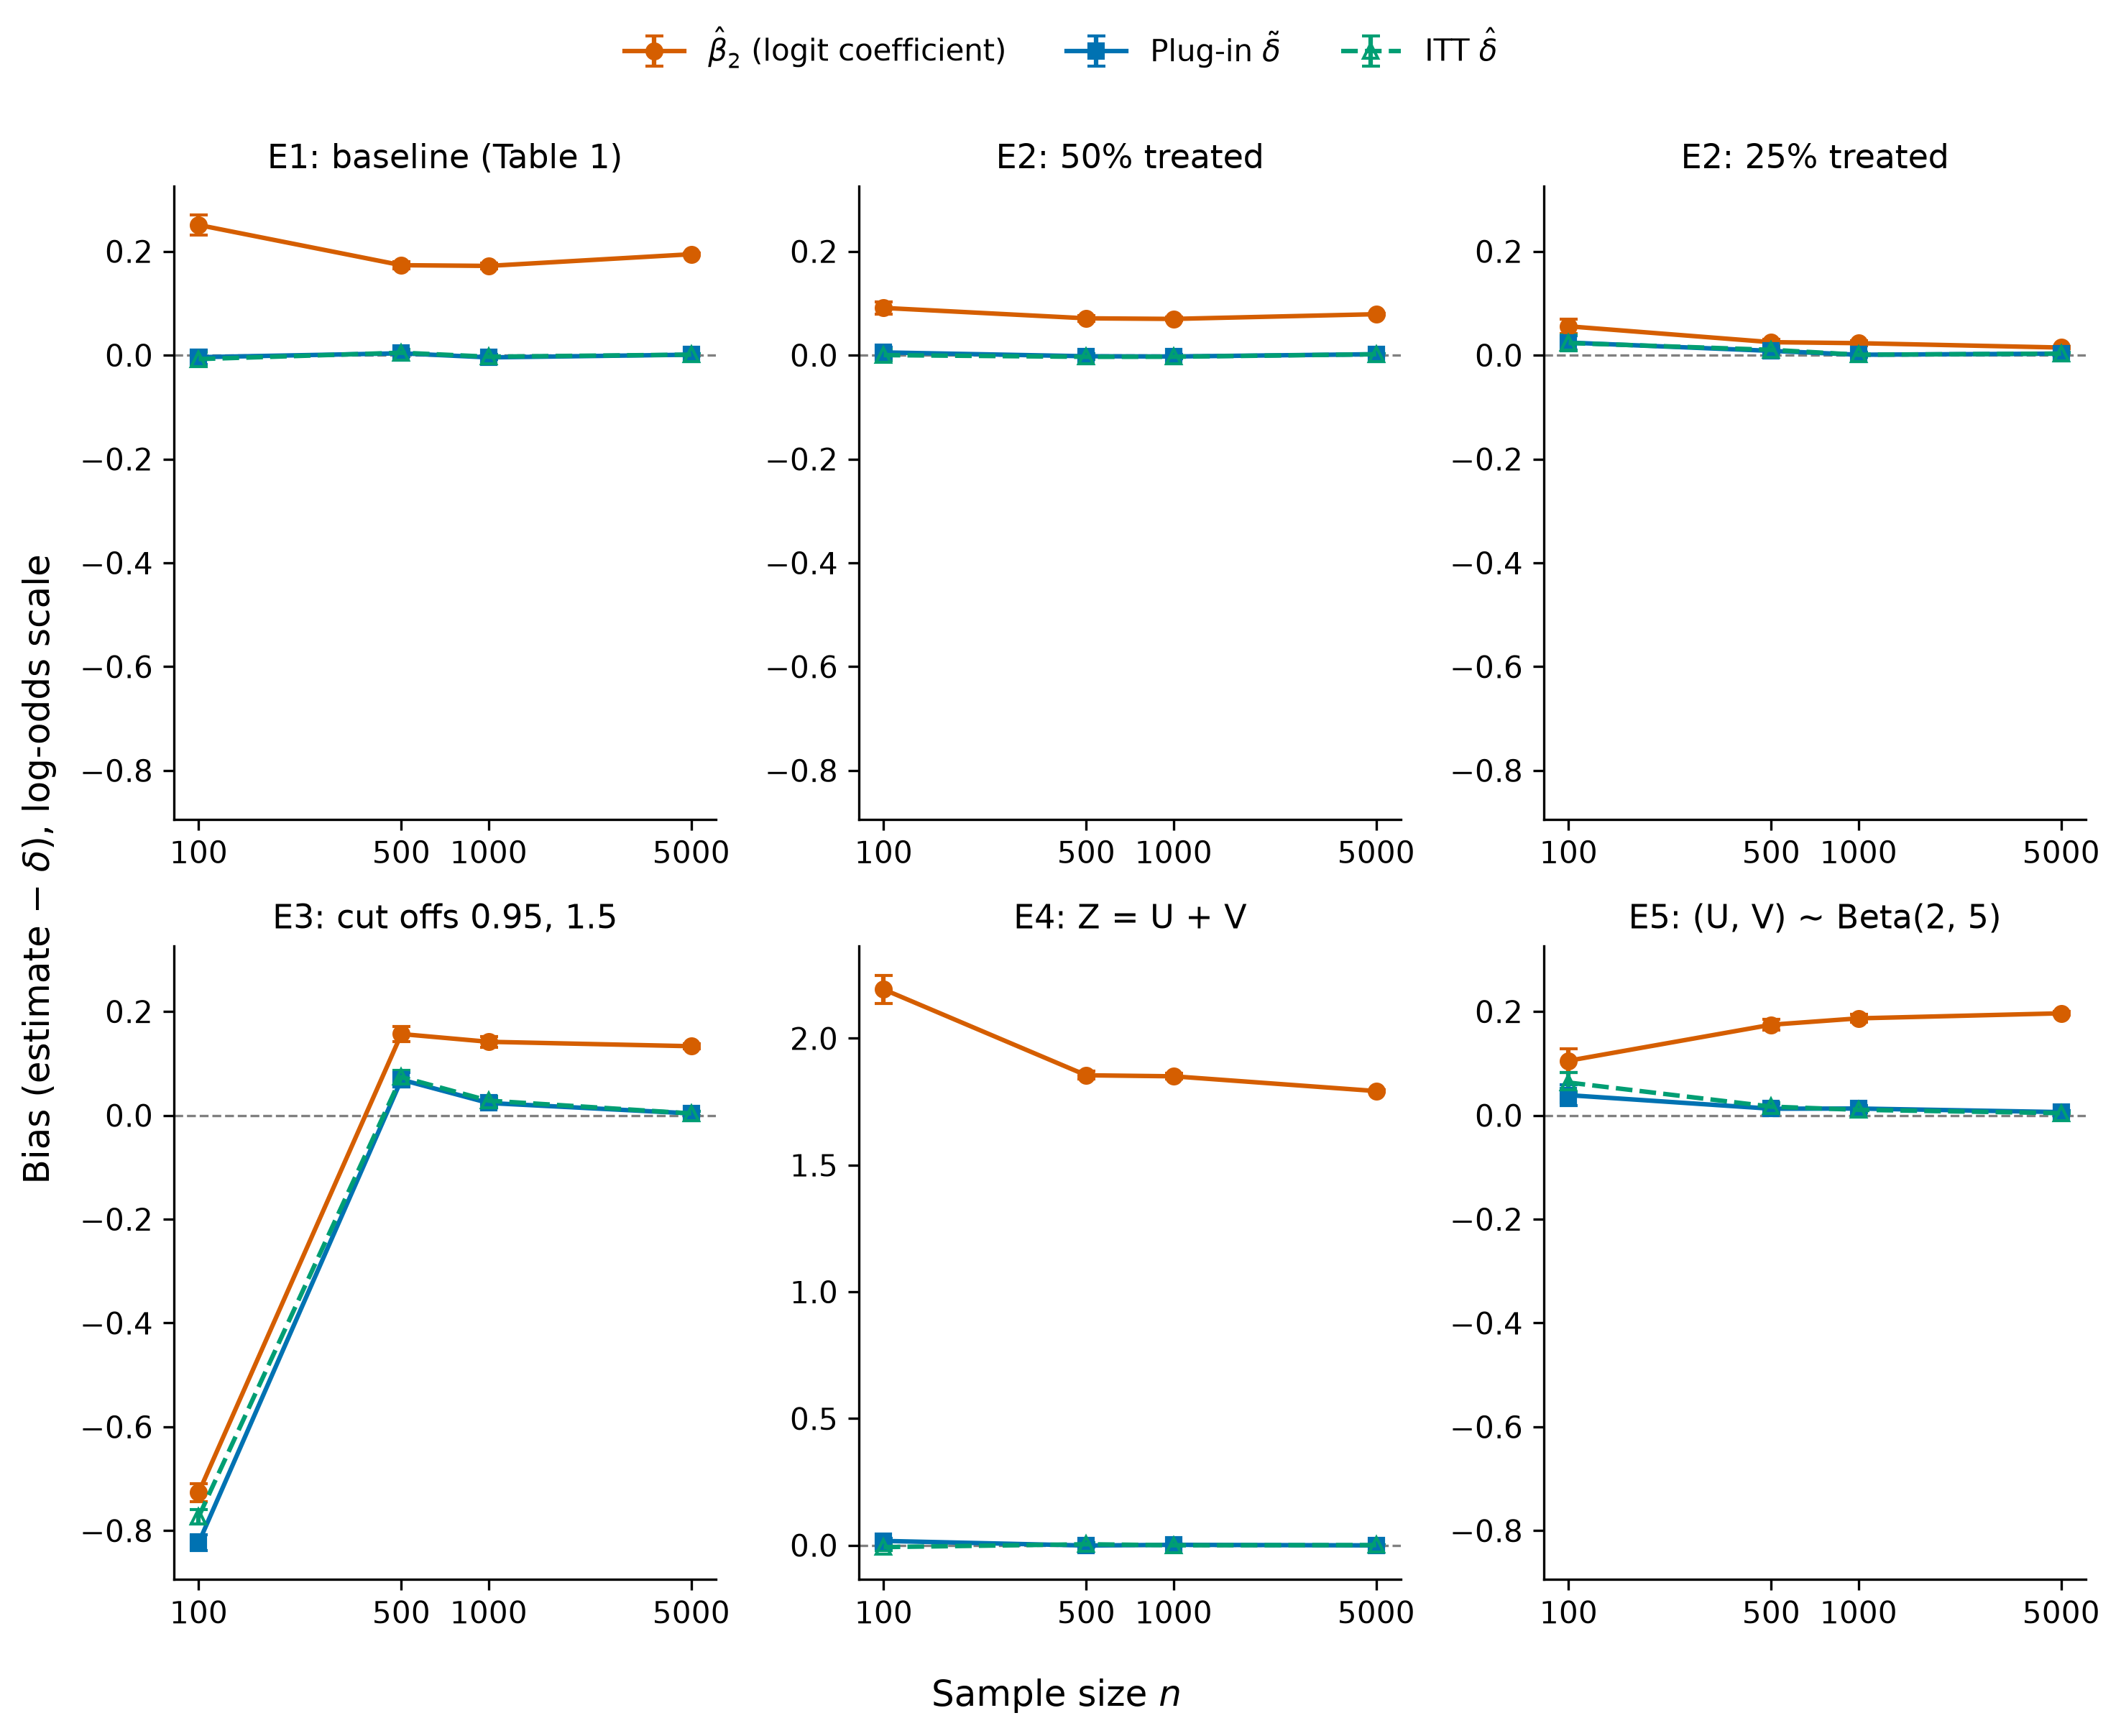 β̂₂ (logit coefficient)
Plug-in δ̃
ITT δ̂
E1: baseline (Table 1)
0.2
0.0
−0.2
−0.4
−0.6
−0.8
100 500 1000 5000
E2: 50% treated
0.2
0.0
−0.2
−0.4
−0.6
−0.8
100 500 1000 5000
E2: 25% treated
0.2
0.0
−0.2
−0.4
−0.6
−0.8
100 500 1000 5000
Bias (estimate − δ), log-odds scale
E3: cut offs 0.95, 1.5
0.2
0.0
−0.2
−0.4
−0.6
−0.8
100 500 1000 5000
E4: Z = U + V
2.0
1.5
1.0
0.5
0.0
100 500 1000 5000
E5: (U, V) ~ Beta(2, 5)
0.2
0.0
−0.2
−0.4
−0.6
−0.8
100 500 1000 5000
Sample size n